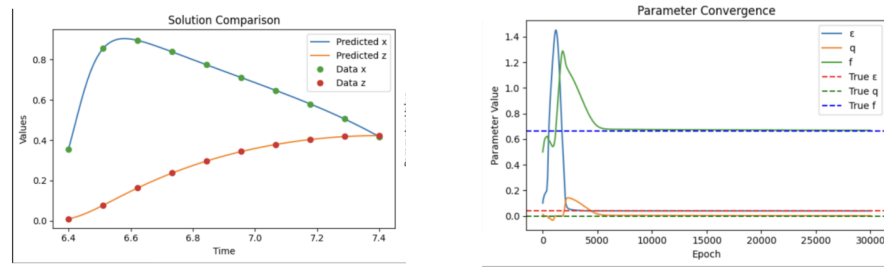 Solution Comparison
Values
0.8
0.6
0.4
0.2
0.0
Predicted x
Predicted z
Data x
Data z
6.4
6.6
6.8
7.0
7.2
7.4
Time
Parameter Convergence
Parameter Value
1.4
1.2
1.0
0.8
0.6
0.4
0.2
0.0
ε
q
f
True ε
True q
True f
0
5000
10000
15000
20000
25000
30000
Epoch